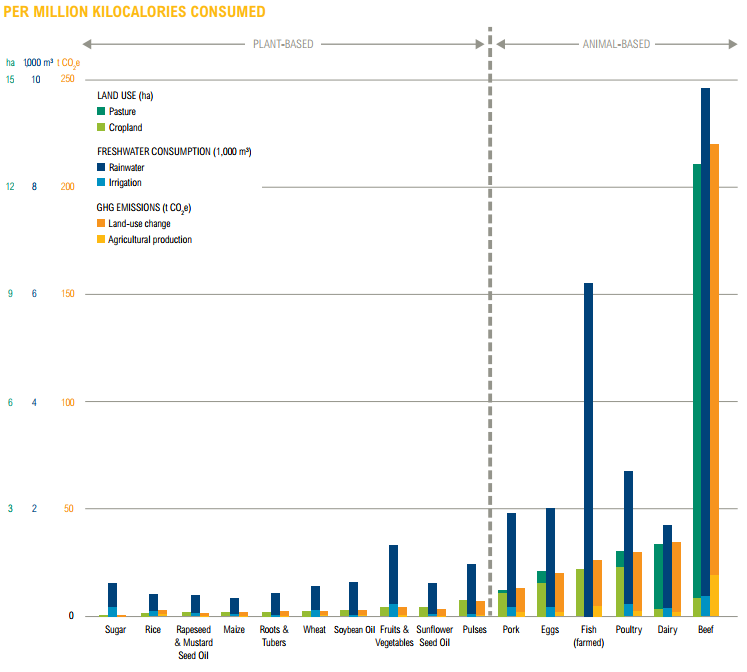 PER MILLION KILOCALORIES CONSUMED
PLANT-BASED
ANIMAL-BASED
ha 1,000 m³ t CO₂e
15 10 250
LAND USE (ha)
Pasture
Cropland
FRESHWATER CONSUMPTION (1,000 m³)
Rainwater
Irrigation
12 8 200
GHG EMISSIONS (t CO₂e)
Land-use change
Agricultural production
9 6 150
6 4 100
3 2 50
0
Sugar Rice Rapeseed Maize Roots & Wheat Soybean Oil Fruits & Sunflower Pulses Pork Eggs Fish Poultry Dairy Beef
& Mustard Tubers Vegetables Seed Oil (farmed)
Seed Oil